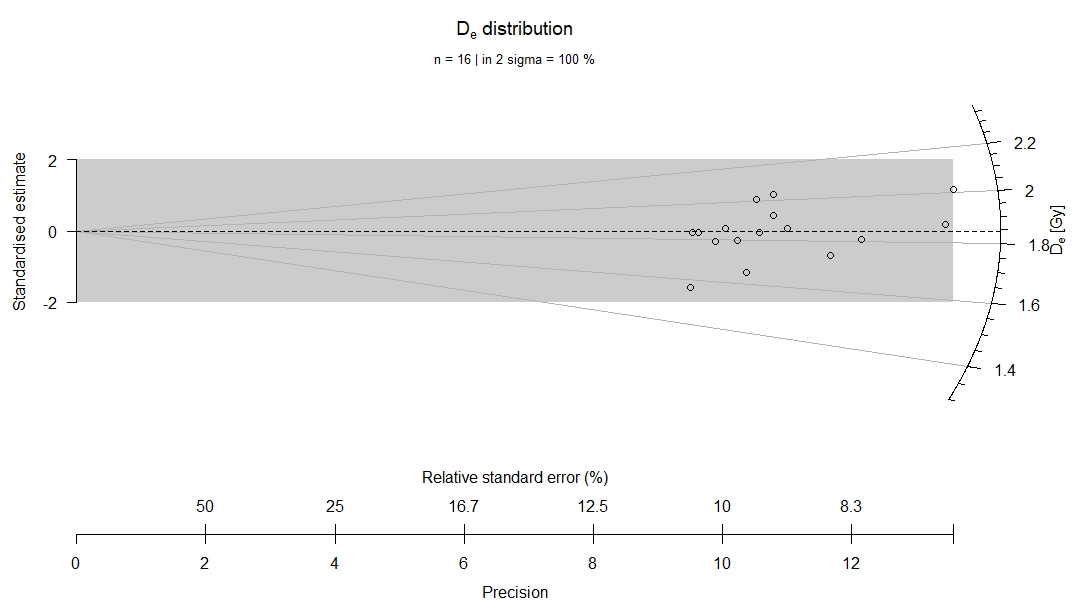 De distribution
n = 16 | in 2 sigma = 100 %
Standardised estimate
2
0
-2
2.2
2
1.8
1.6
1.4
De [Gy]
Relative standard error (%)
50 25 16.7 12.5 10 8.3
0 2 4 6 8 10 12
Precision